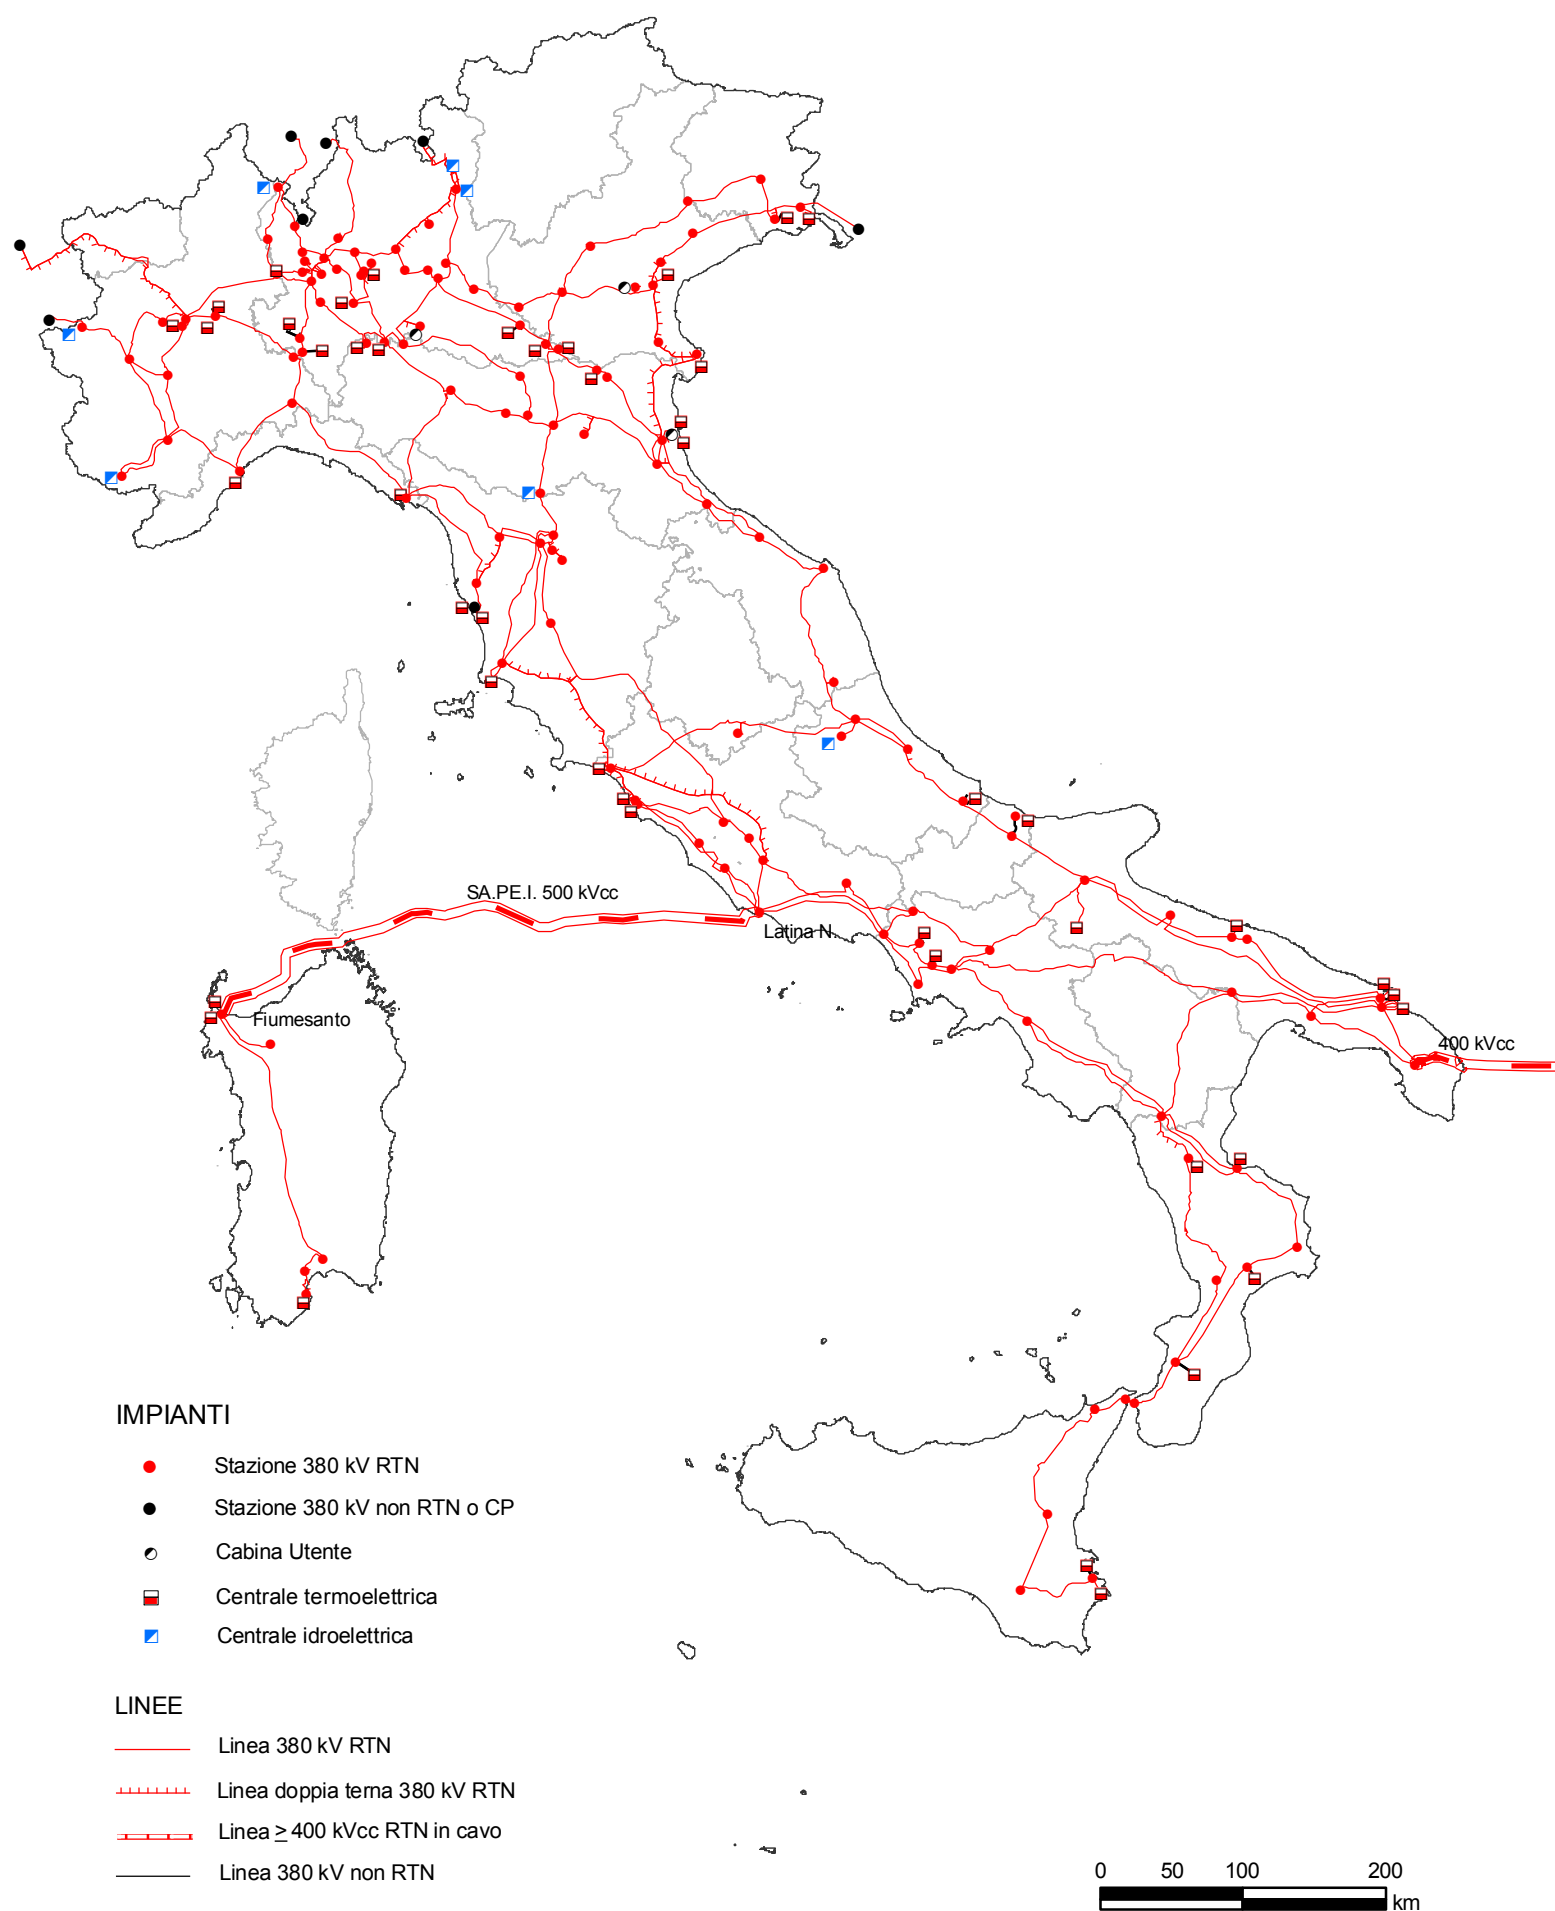 SA.PE.I. 500 kVcc
Latina N.
Fiumesanto
400 kVcc
IMPIANTI
Stazione 380 kV RTN
Stazione 380 kV non RTN o CP
Cabina Utente
Centrale termoelettrica
Centrale idroelettrica
LINEE
Linea 380 kV RTN
Linea doppia terna 380 kV RTN
Linea ≥ 400 kVcc RTN in cavo
Linea 380 kV non RTN
0 50 100 200
km